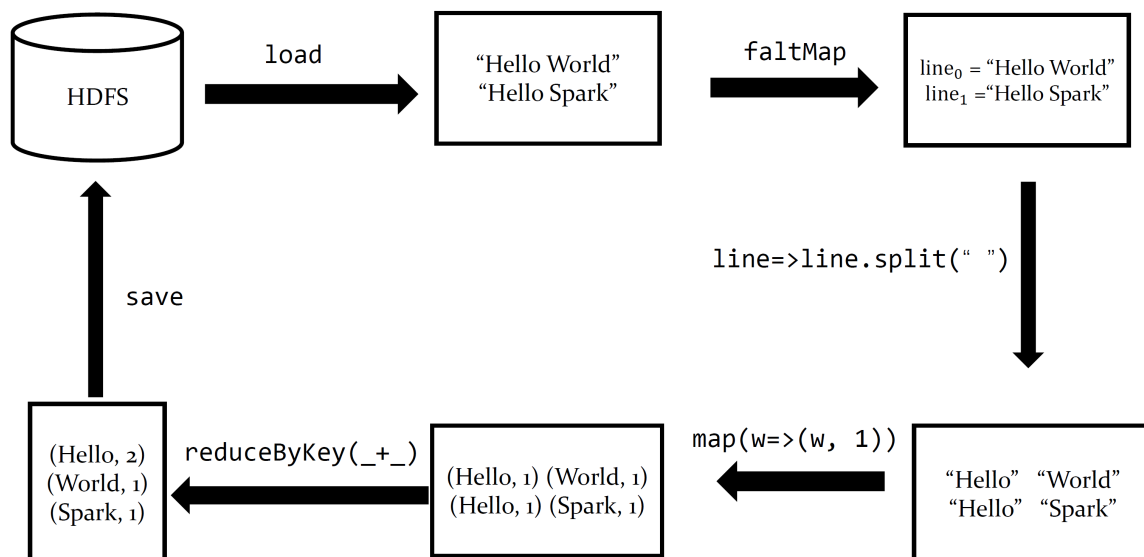 HDFS
load
“Hello World”
“Hello Spark”
faltMap
line₀ = “Hello World”
line₁ =“Hello Spark”
line=>line.split(“ ”)
“Hello” “World”
“Hello” “Spark”
map(w=>(w, 1))
(Hello, 1) (World, 1)
(Hello, 1) (Spark, 1)
reduceByKey(_+_)
(Hello, 2)
(World, 1)
(Spark, 1)
save